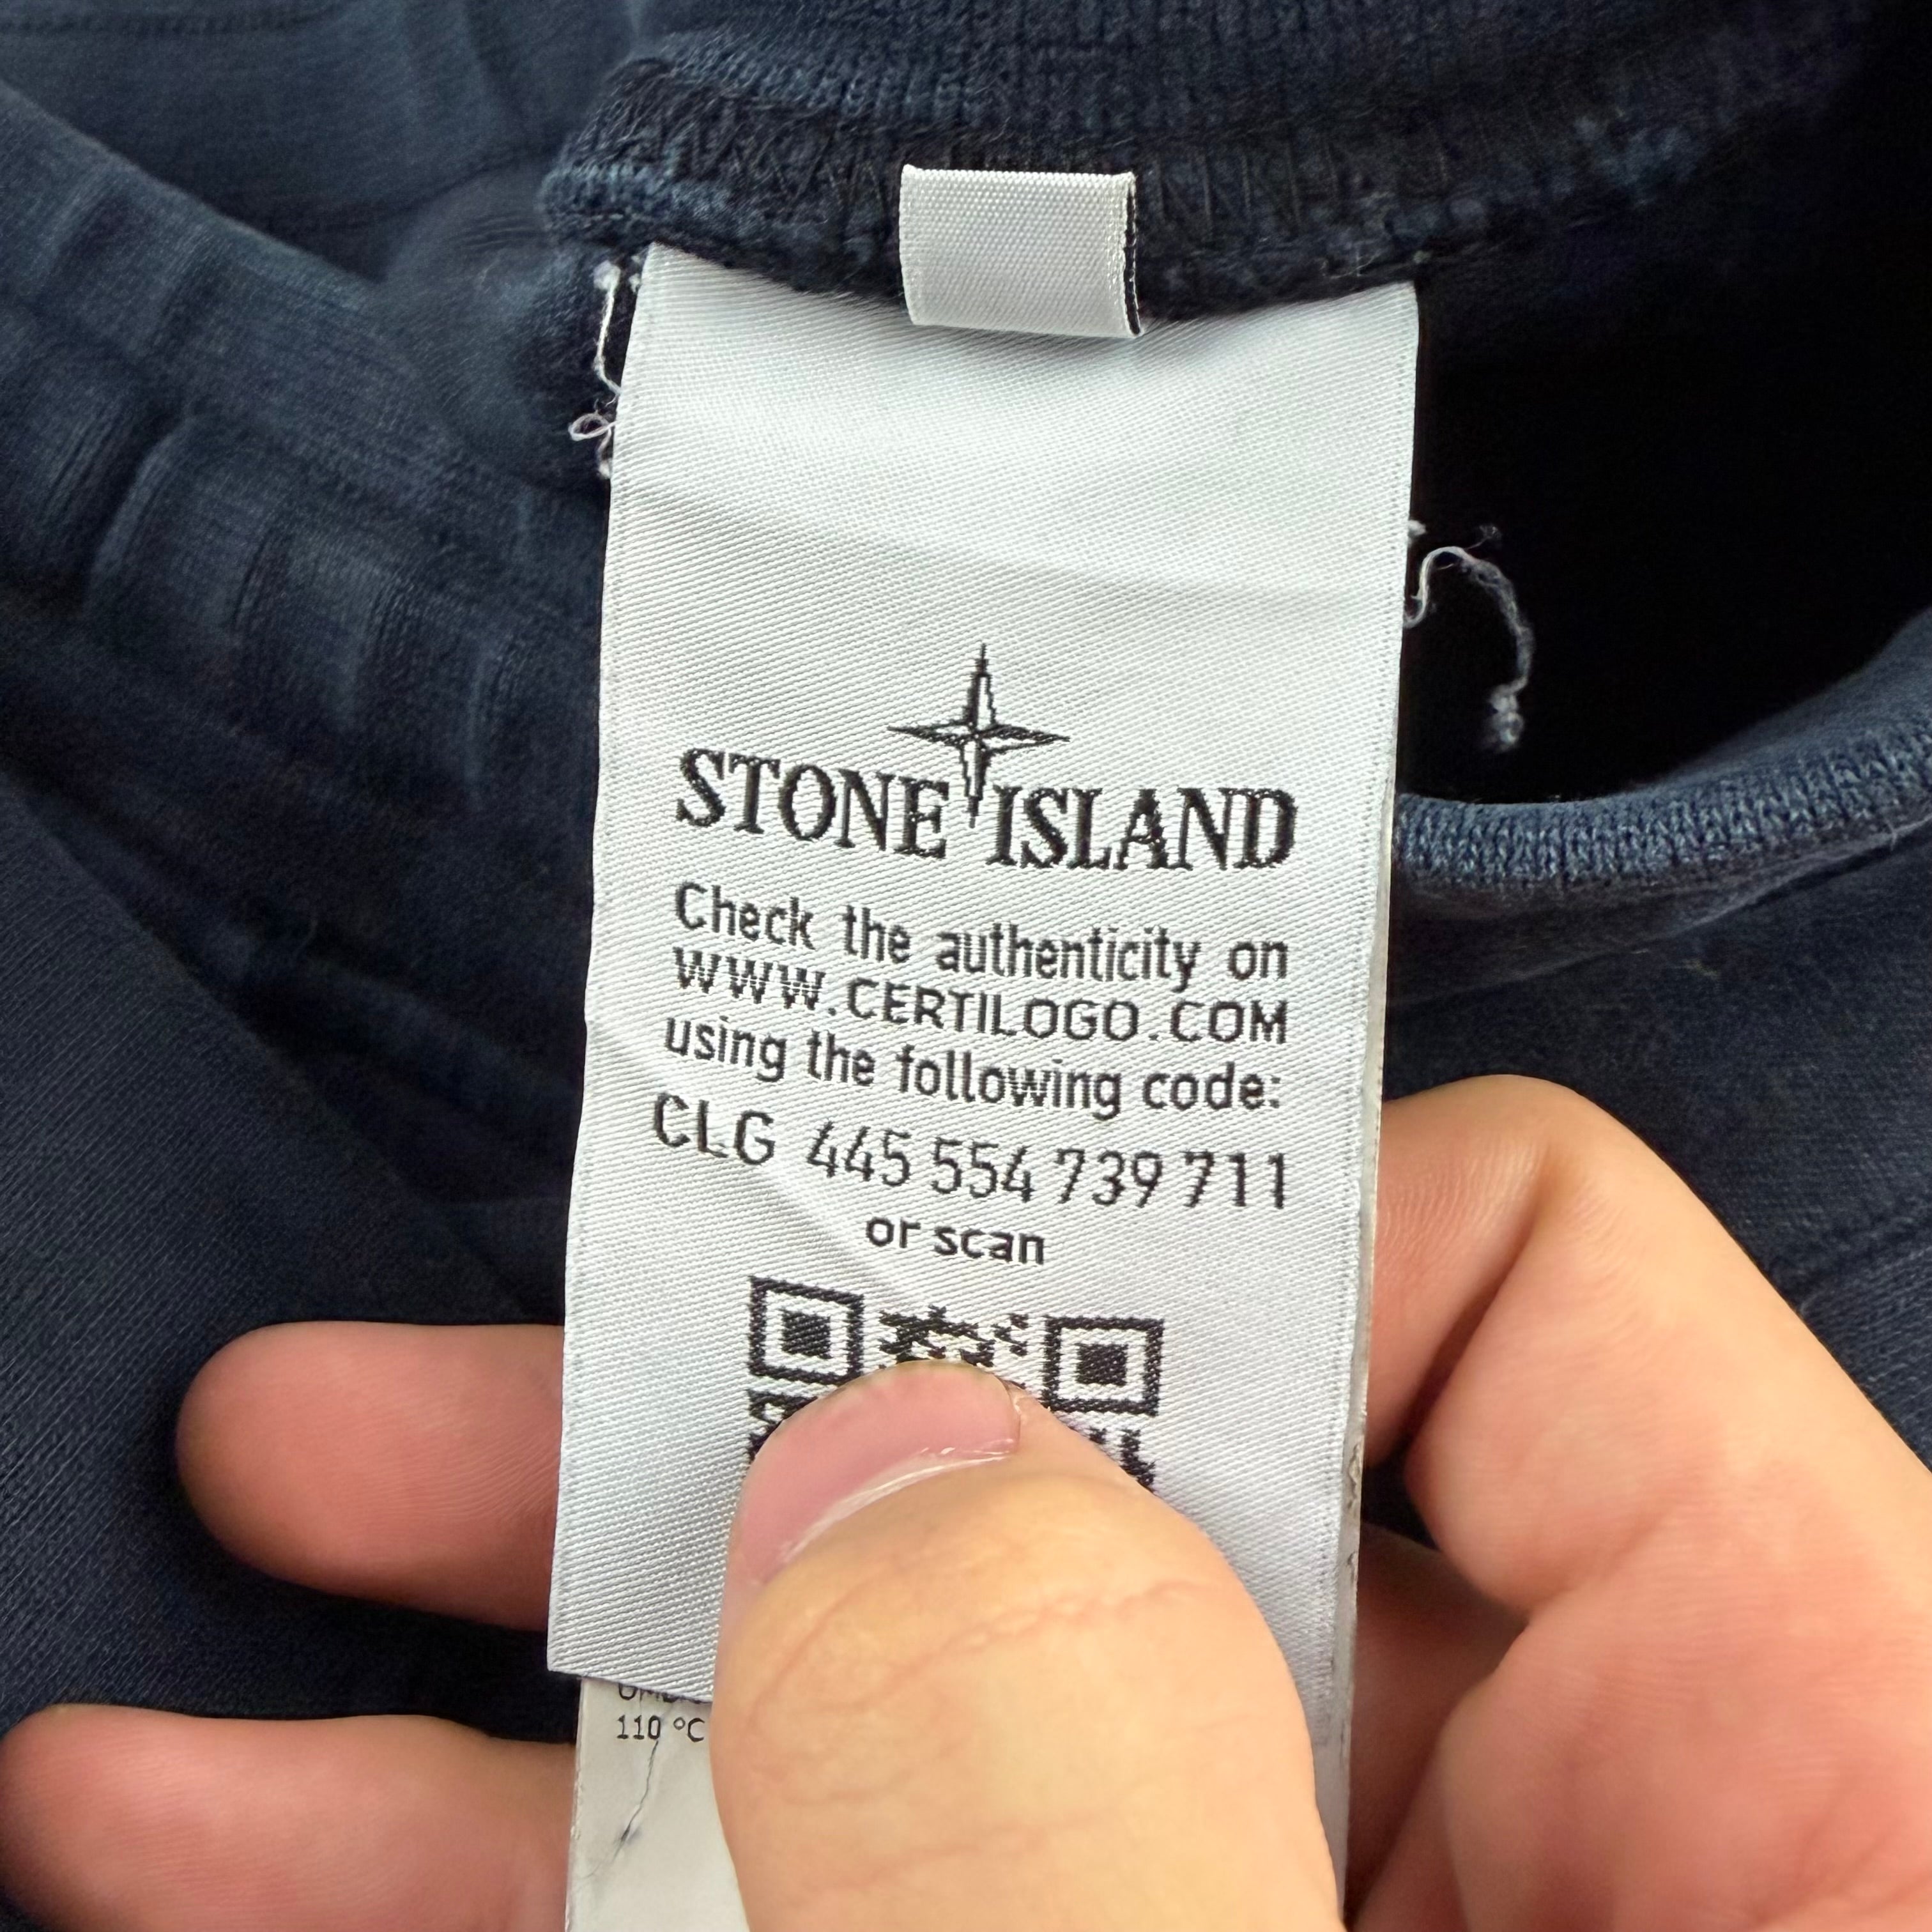 STONE ISLAND
Check the authenticity on
WWW.CERTILOGO.COM
using the following code:
CLG 445 554 739 711
or scan
110 °C